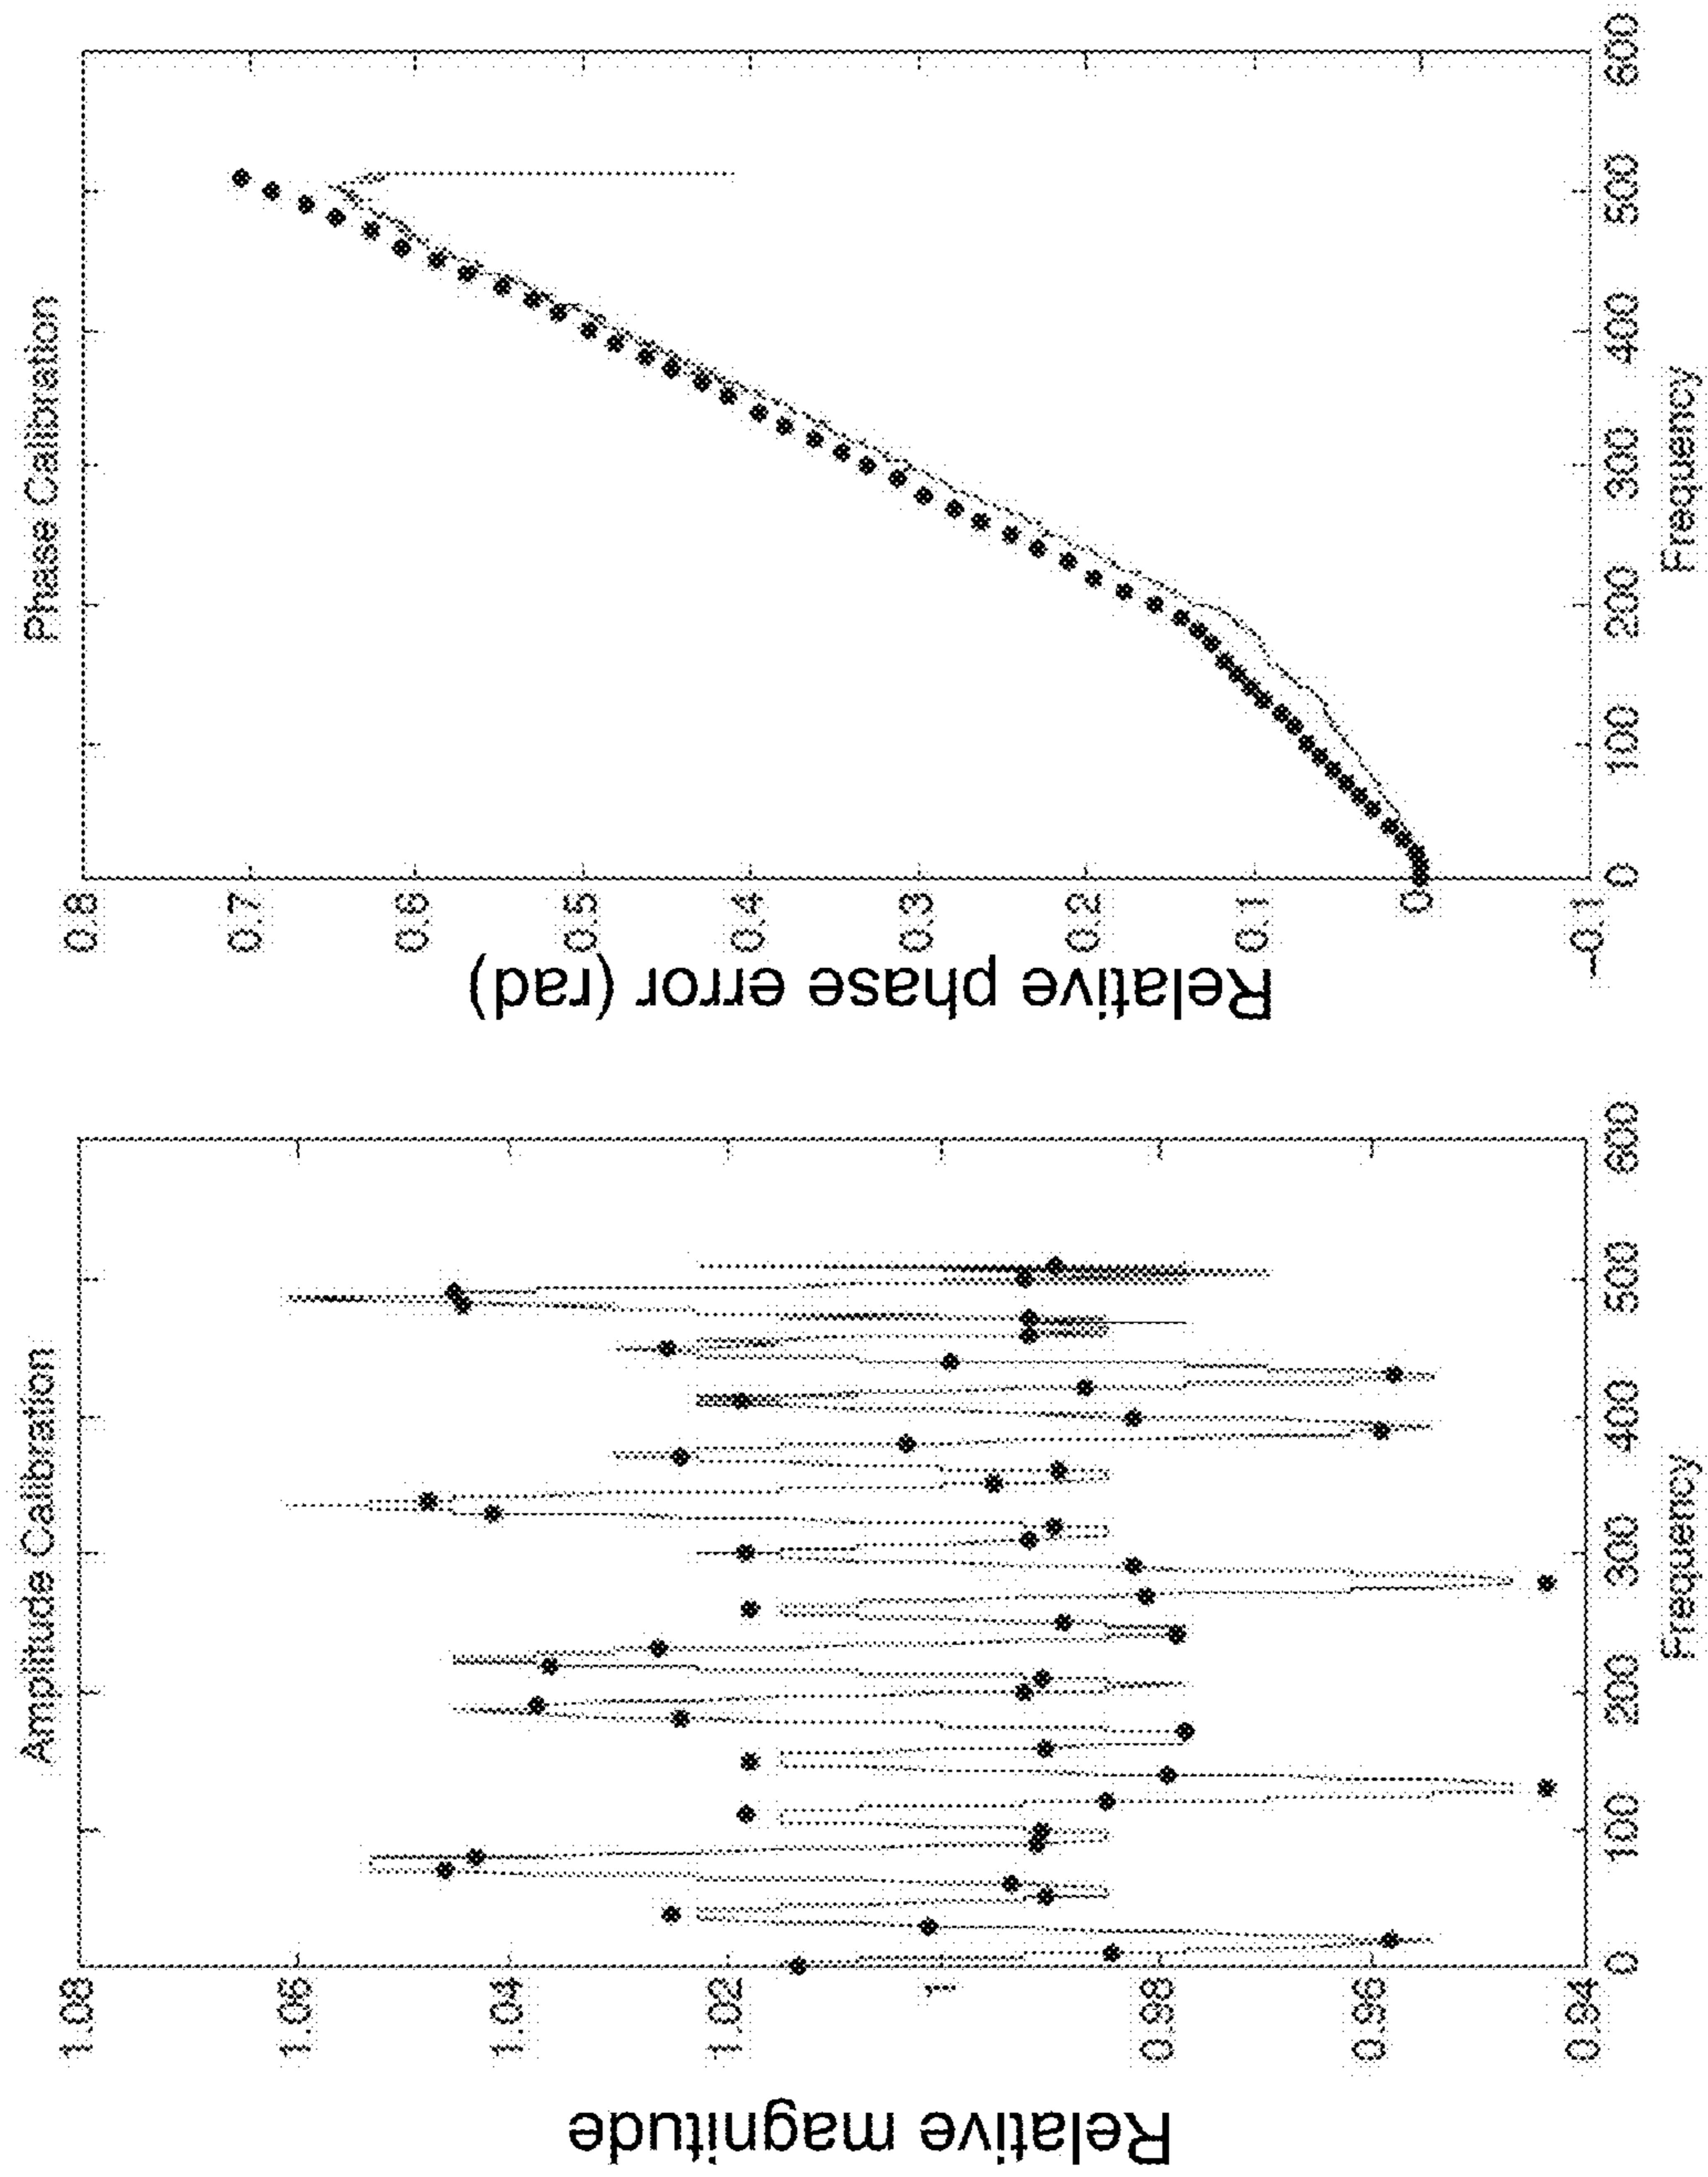 Amplitude Calibration
Relative magnitude
1.08
1.06
1.04
1.02
1
0.98
0.96
0.94
0 100 200 300 400 500 600
Frequency
Phase Calibration
Relative phase error (rad)
0.8
0.7
0.6
0.5
0.4
0.3
0.2
0.1
0
-0.1
0 100 200 300 400 500 600
Frequency